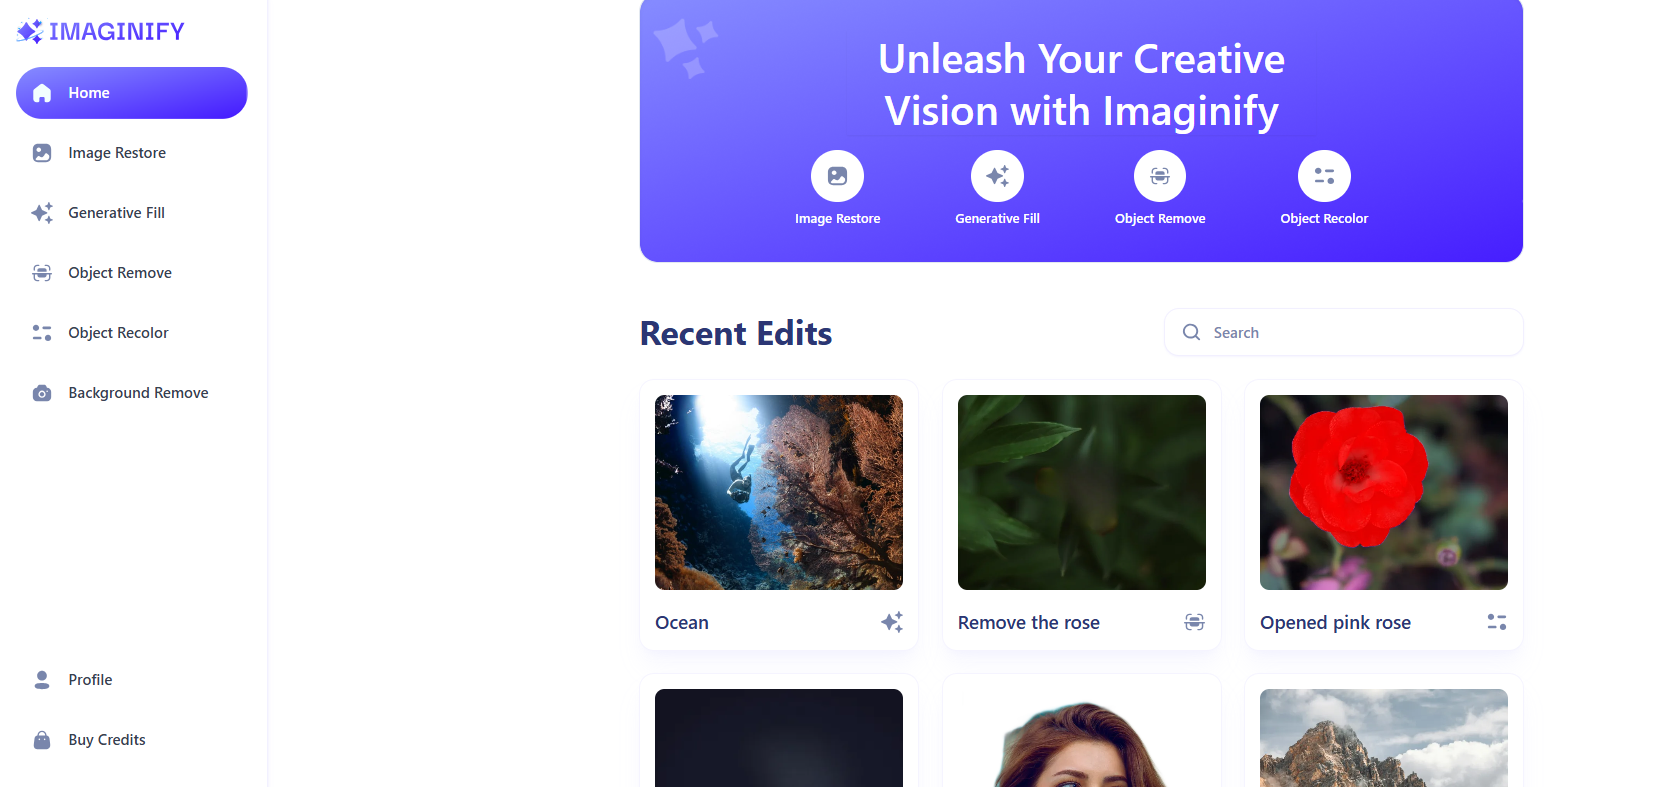 IMAGINIFY
Home
Image Restore
Generative Fill
Object Remove
Object Recolor
Background Remove
Profile
Buy Credits
Unleash Your Creative
Vision with Imaginify
Image Restore
Generative Fill
Object Remove
Object Recolor
Recent Edits
Search
Ocean
Remove the rose
Opened pink rose